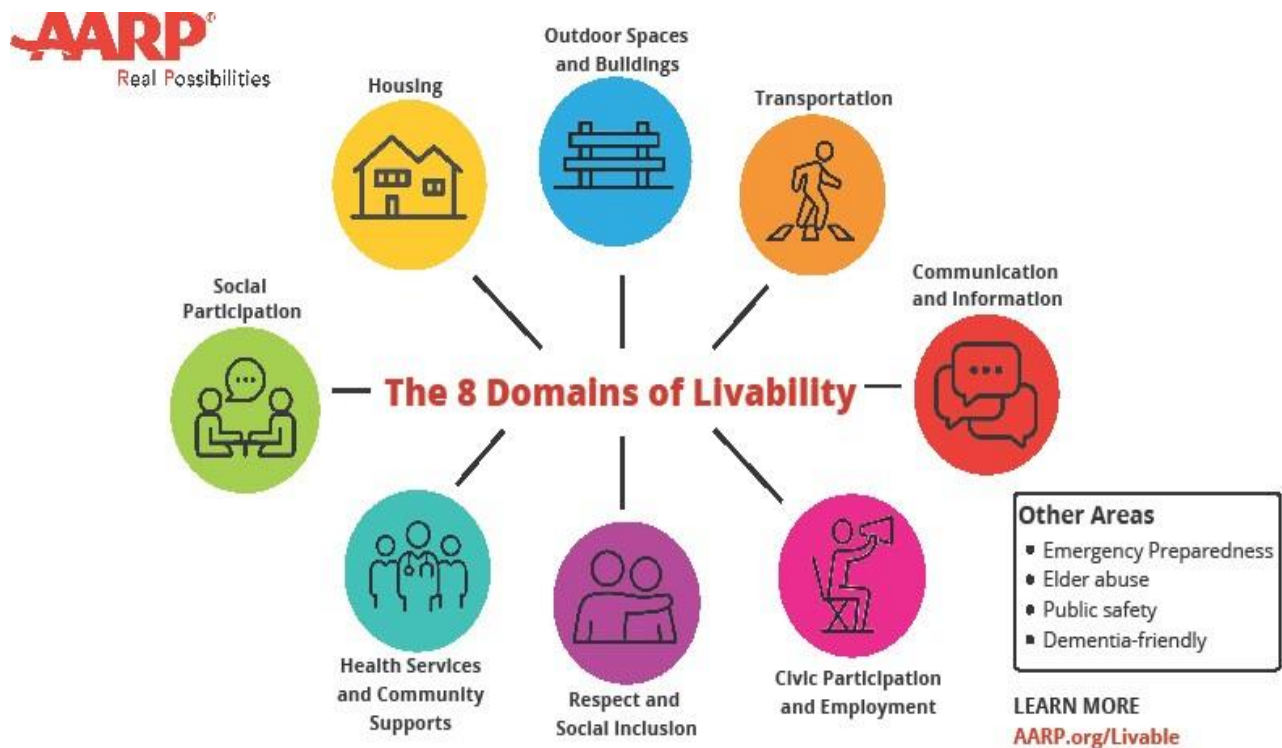 AARP®
Real Possibilities
Housing
Outdoor Spaces
and Buildings
Transportation
Social
Participation
Communication
and Information
The 8 Domains of Livability
Health Services
and Community
Supports
Respect and
Social Inclusion
Civic Participation
and Employment
Other Areas
• Emergency Preparedness
• Elder abuse
• Public safety
• Dementia-friendly
LEARN MORE
AARP.org/Livable